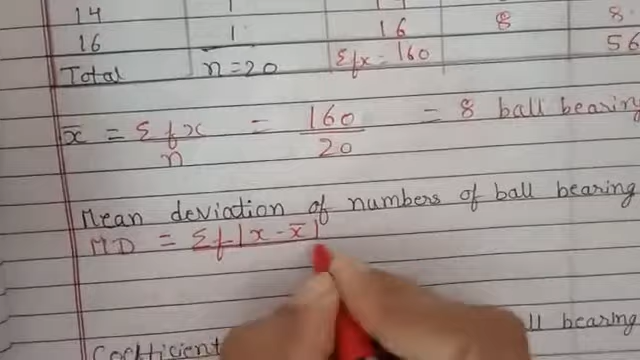 14 1 8 8
16 1 16 56
Total n = 20 Σfx = 160
x̄ = Σfx / n = 160 / 20 = 8 ball bearing
Mean deviation of numbers of ball bearing
MD = Σf|x - x̄|
Coefficient ll bearing